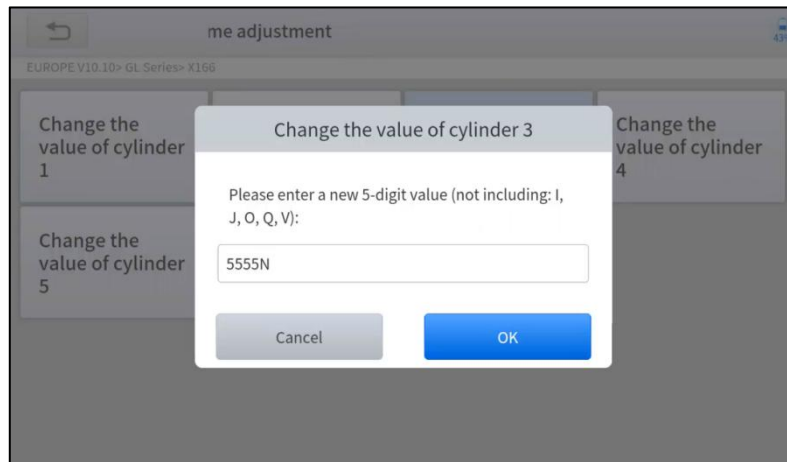 me adjustment
43%
EUROPE V10.10> GL Series> X166
Change the
value of cylinder
1
Change the
value of cylinder
4
Change the
value of cylinder
5
Change the value of cylinder 3
Please enter a new 5-digit value (not including: I,
J, O, Q, V):
5555N
Cancel
OK